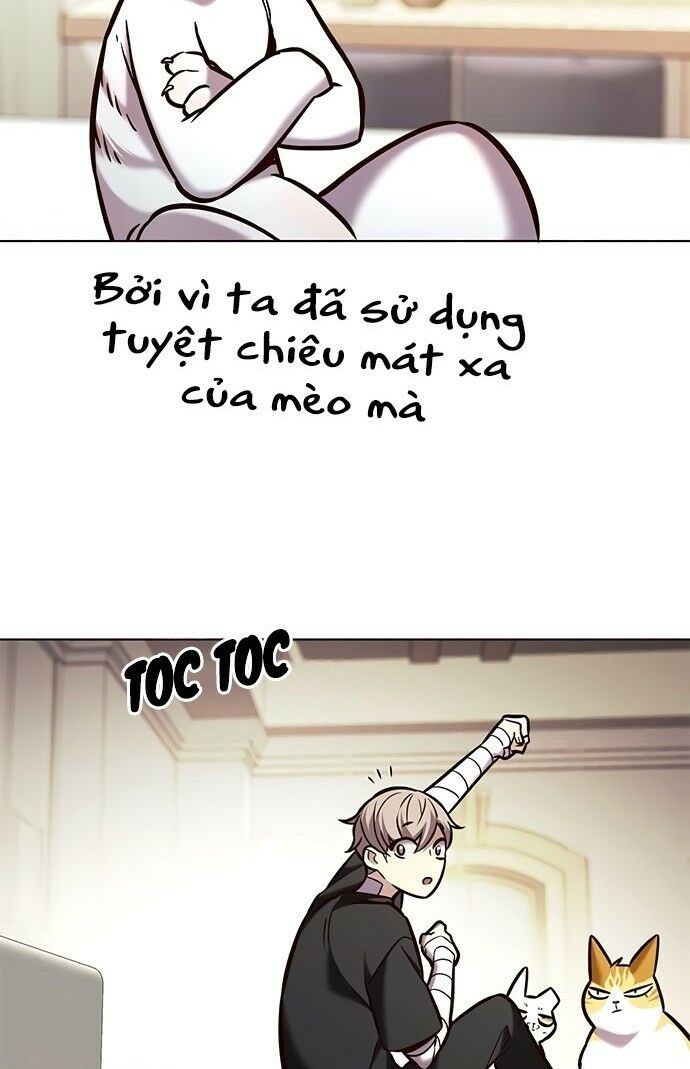 Bởi vì ta đã sử dụng
tuyệt chiêu mát xa
của mèo mà
TOC TOC